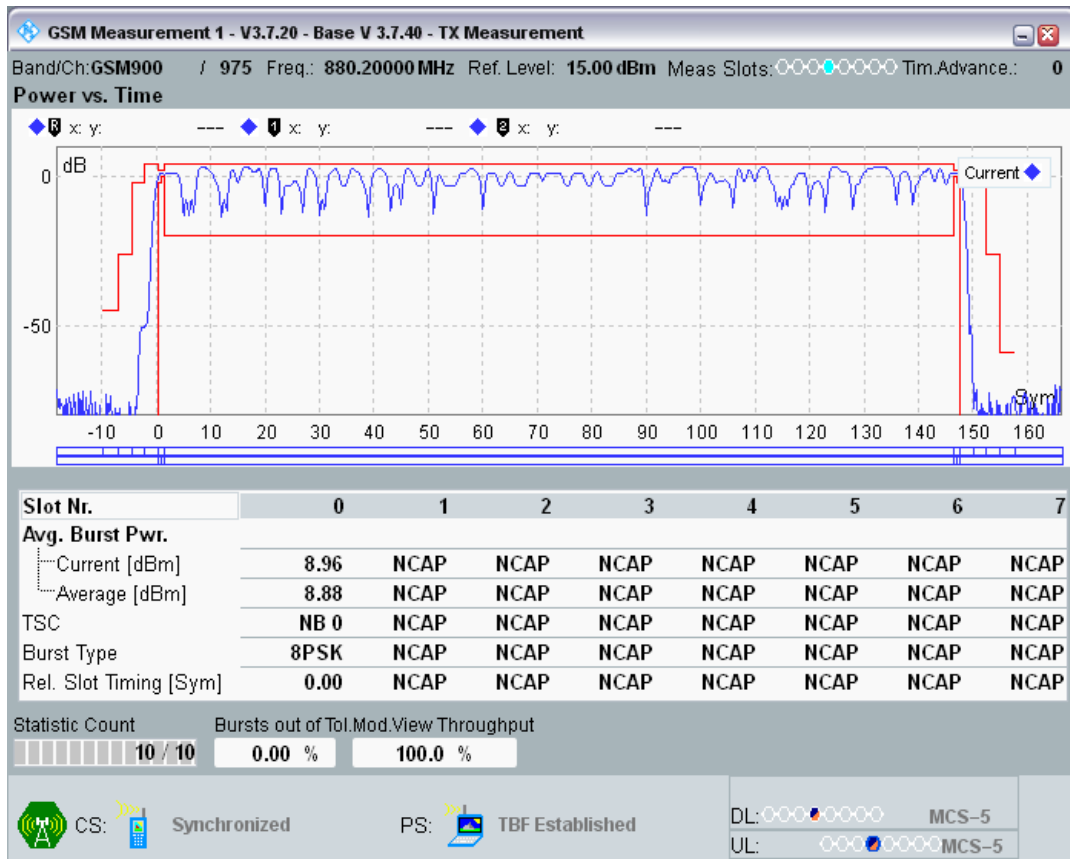 GSM Measurement 1 - V3.7.20 - Base V 3.7.40 - TX Measurement
Band/Ch:GSM900 / 975 Freq.: 880.20000 MHz Ref. Level: 15.00 dBm Meas Slots: Tim.Advance.: 0
Power vs. Time
R x: y: --- 1 x: y: --- 2 x: y: ---
dB
Current
0
-50
Sym
-10 0 10 20 30 40 50 60 70 80 90 100 110 120 130 140 150 160
Slot Nr. 0 1 2 3 4 5 6 7
Avg. Burst Pwr.
Current [dBm] 8.96 NCAP NCAP NCAP NCAP NCAP NCAP NCAP
Average [dBm] 8.88 NCAP NCAP NCAP NCAP NCAP NCAP NCAP
TSC NB 0 NCAP NCAP NCAP NCAP NCAP NCAP NCAP
Burst Type 8PSK NCAP NCAP NCAP NCAP NCAP NCAP NCAP
Rel. Slot Timing [Sym] 0.00 NCAP NCAP NCAP NCAP NCAP NCAP NCAP
Statistic Count Bursts out of Tol.Mod.View Throughput
10 / 10 0.00 % 100.0 %
CS: Synchronized PS: TBF Established
DL: MCS-5
UL: MCS-5